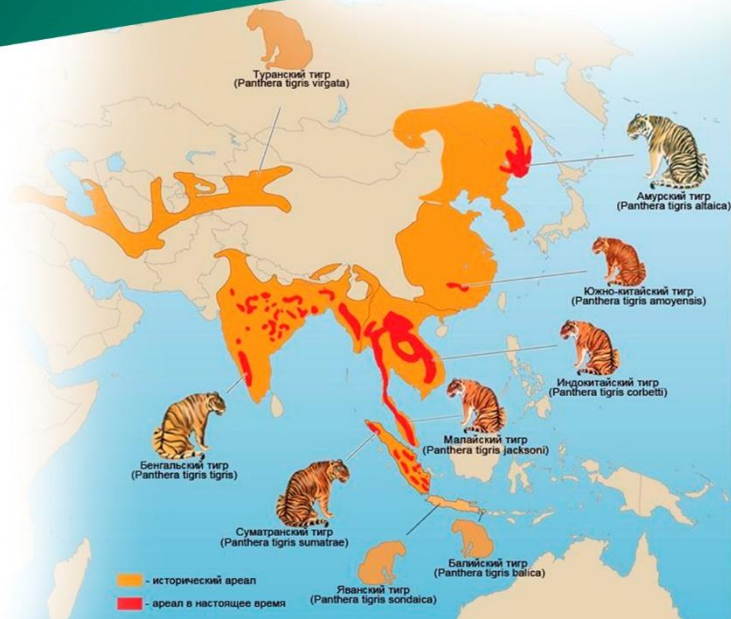 Туранский тигр
(Panthera tigris virgata)
Амурский тигр
(Panthera tigris altaica)
Южно-китайский тигр
(Panthera tigris amoyensis)
Индокитайский тигр
(Panthera tigris corbetti)
Малайский тигр
(Panthera tigris jacksoni)
Бенгальский тигр
(Panthera tigris tigris)
Суматранский тигр
(Panthera tigris sumatrae)
Балийский тигр
(Panthera tigris balica)
Яванский тигр
(Panthera tigris sondaica)
- исторический ареал
- ареал в настоящее время